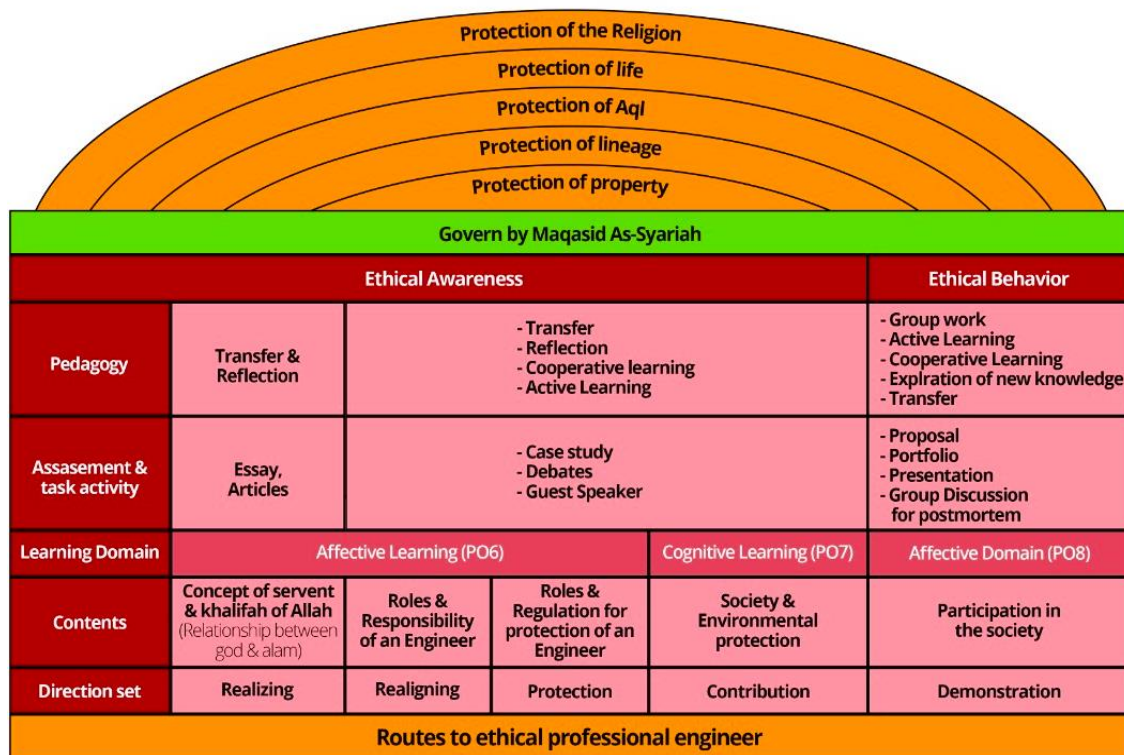 Protection of the Religion
Protection of life
Protection of Aql
Protection of lineage
Protection of property
Govern by Maqasid As-Syariah
Ethical Awareness
Ethical Behavior
Pedagogy
Transfer &
Reflection
- Transfer
- Reflection
- Cooperative learning
- Active Learning
- Group work
- Active Learning
- Cooperative Learning
- Explration of new knowledge
- Transfer
Assasement &
task activity
Essay,
Articles
- Case study
- Debates
- Guest Speaker
- Proposal
- Portfolio
- Presentation
- Group Discussion
for postmortem
Learning Domain
Affective Learning (PO6)
Cognitive Learning (PO7)
Affective Domain (PO8)
Contents
Concept of servent
& khalifah of Allah
(Relationship between
god & alam)
Roles &
Responsibility
of an Engineer
Roles &
Regulation for
protection of an
Engineer
Society &
Environmental
protection
Participation in
the society
Direction set
Realizing
Realigning
Protection
Contribution
Demonstration
Routes to ethical professional engineer